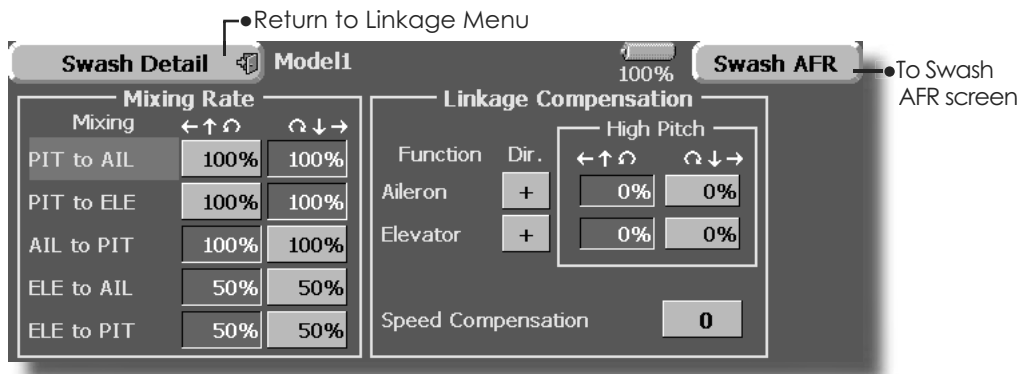 ●Return to Linkage Menu
Swash Detail Model1 100% Swash AFR
●To Swash
AFR screen
Mixing Rate
Mixing ←↑↶ ↷↓→
PIT to AIL 100% 100%
PIT to ELE 100% 100%
AIL to PIT 100% 100%
ELE to AIL 50% 50%
ELE to PIT 50% 50%
Linkage Compensation
High Pitch
Function Dir. ←↑↶ ↷↓→
Aileron + 0% 0%
Elevator + 0% 0%
Speed Compensation 0